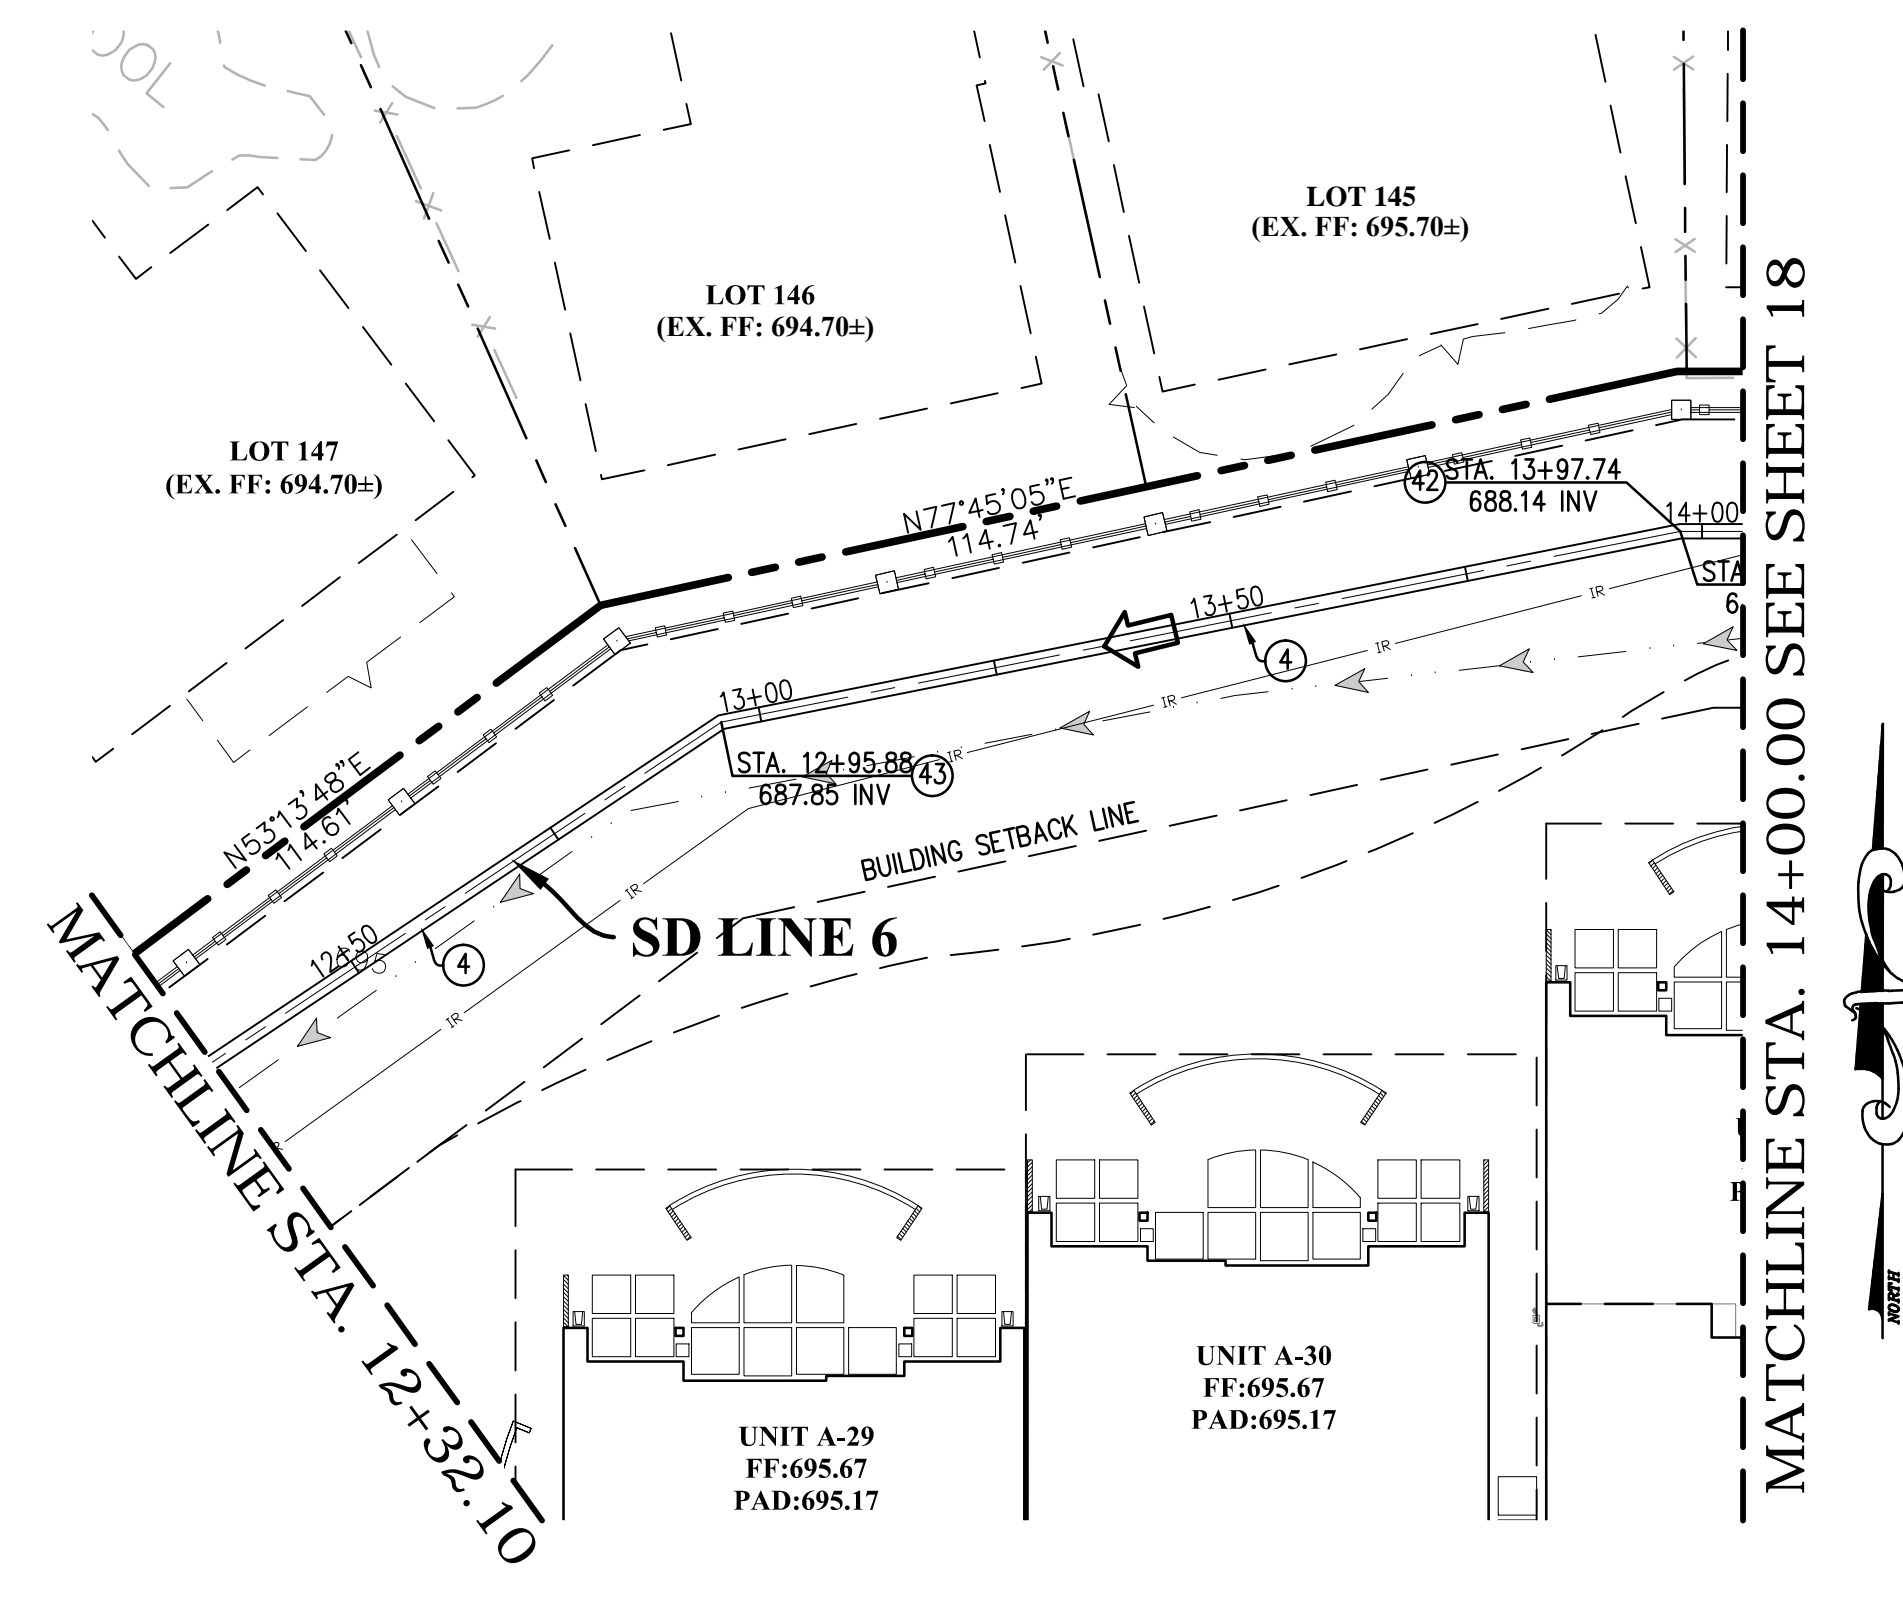 OOL
LOT 145
(EX. FF: 695.70±)
LOT 146
(EX. FF: 694.70±)
LOT 147
(EX. FF: 694.70±)
N77°45'05"E
114.74'
42
STA. 13+97.74
688.14 INV
14+00
STA
6
13+50
4
13+00
STA. 12+95.88
687.85 INV
43
IR
IR
IR
IR
IR
IR
N53°13'48"E
114.61'
BUILDING SETBACK LINE
SD LINE 6
12+50
4
MATCHLINE STA. 12+32.10
MATCHLINE STA. 14+00.00 SEE SHEET 18
UNIT A-30
FF:695.67
PAD:695.17
UNIT A-29
FF:695.67
PAD:695.17
NORTH